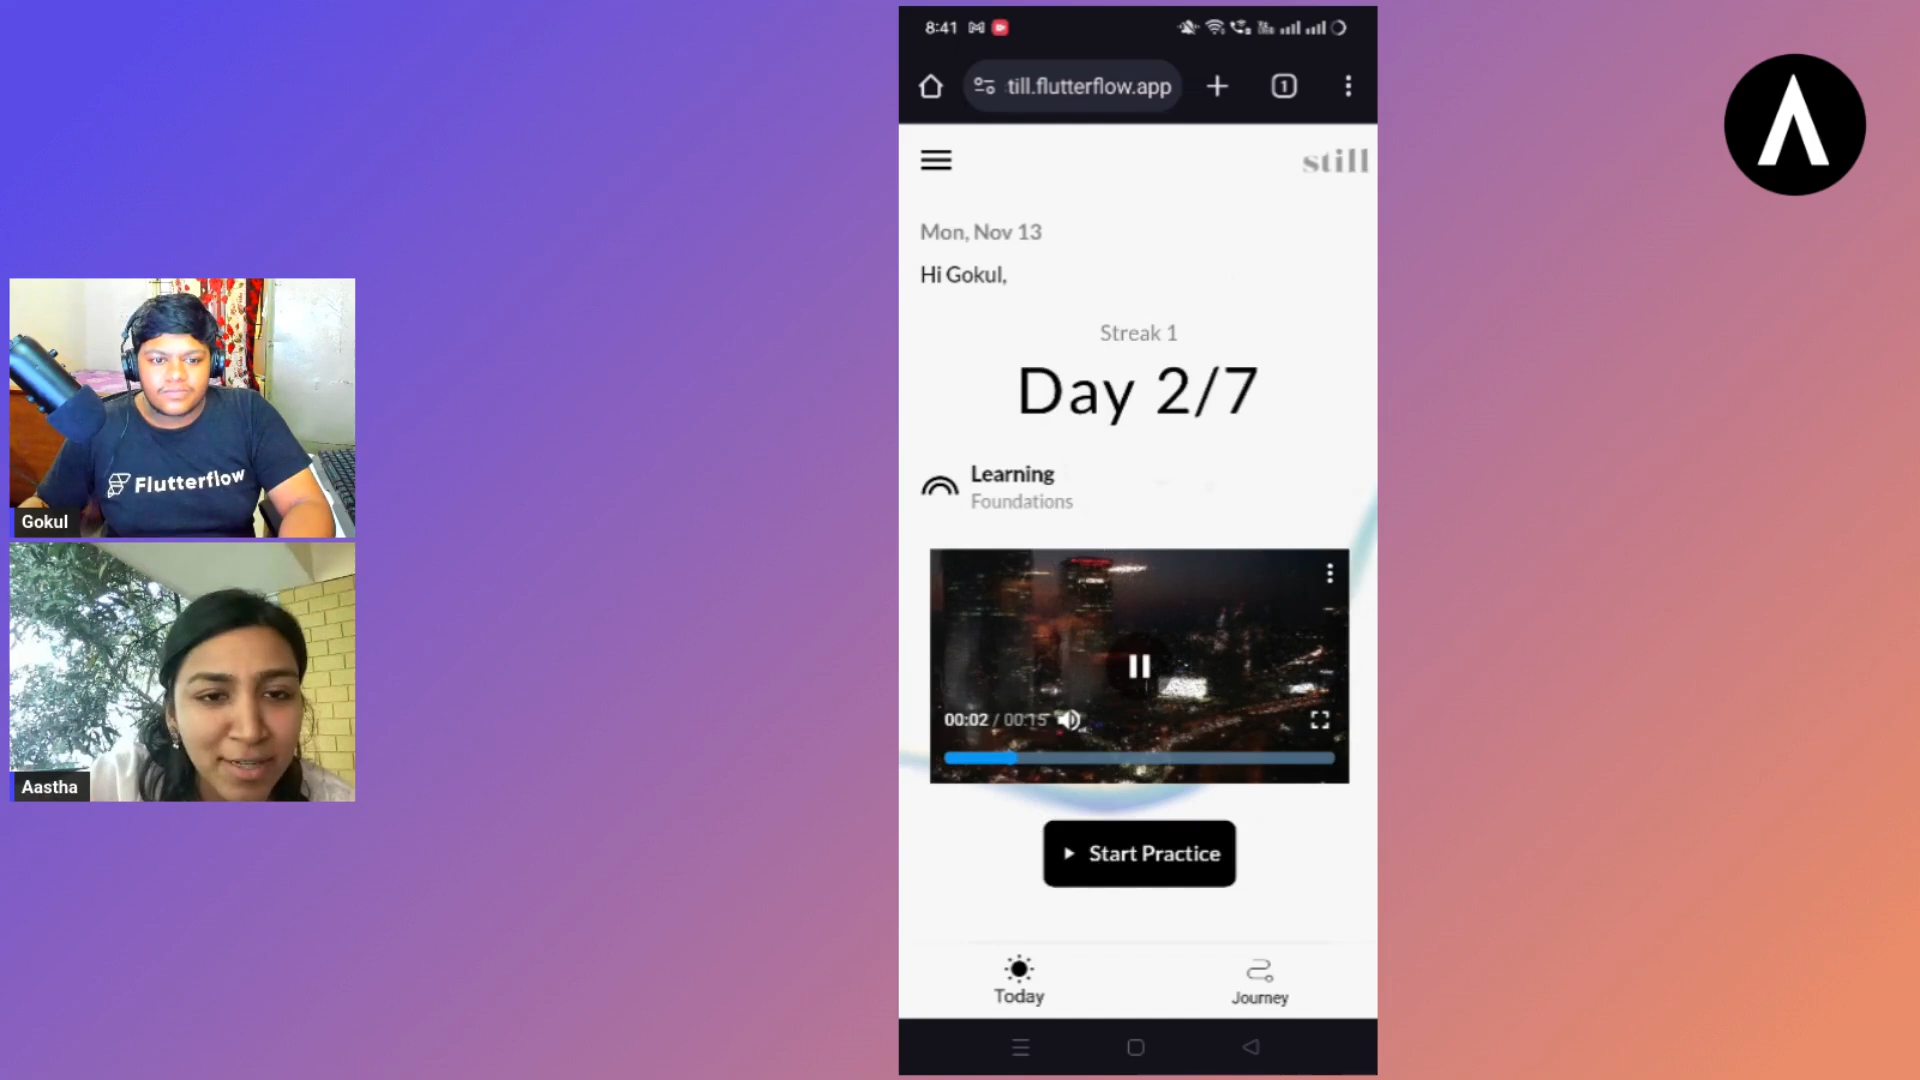 8:41
till.flutterflow.app
1
still
Mon, Nov 13
Hi Gokul,
Streak 1
Day 2/7
Learning
Foundations
00:02 / 00:15
Start Practice
Today
Journey
Flutterflow
Gokul
Aastha